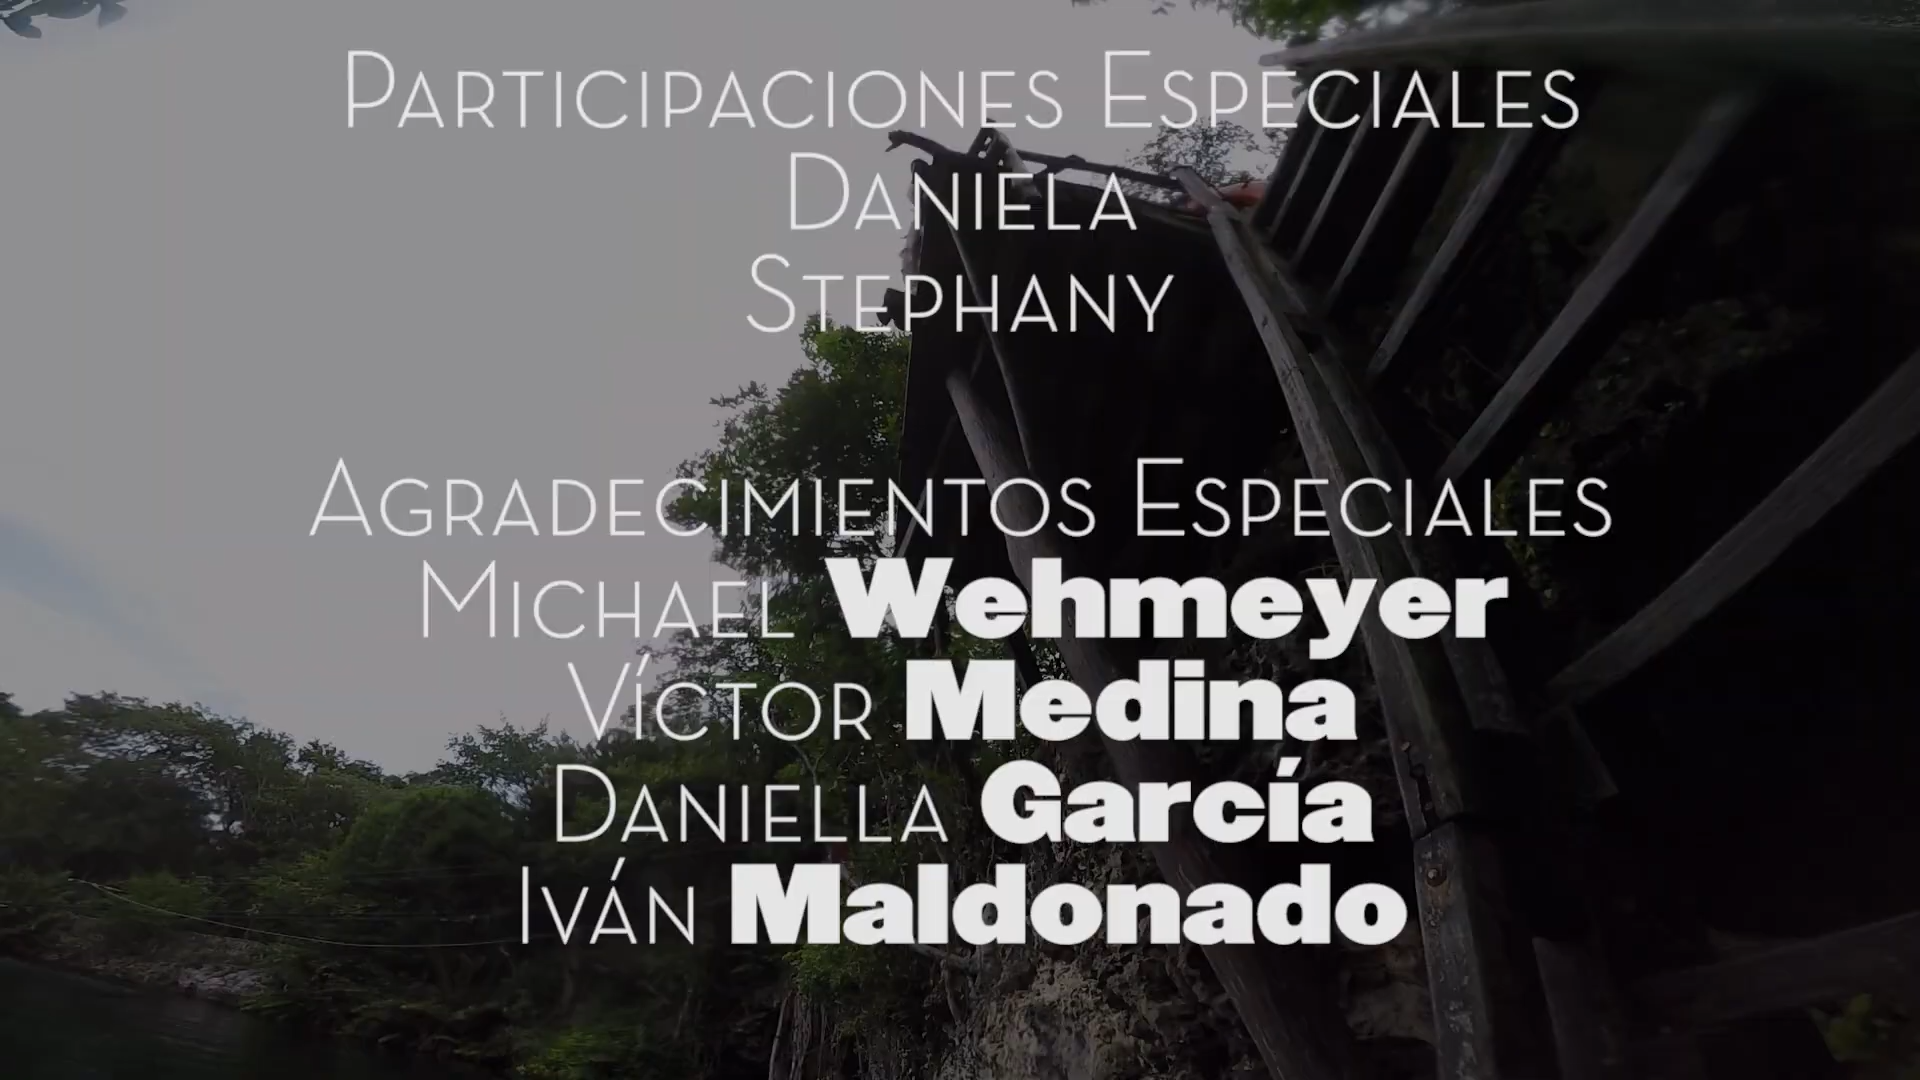 Participaciones Especiales
Daniela
Stephany
Agradecimientos Especiales
Michael Wehmeyer
Víctor Medina
Daniella García
Iván Maldonado